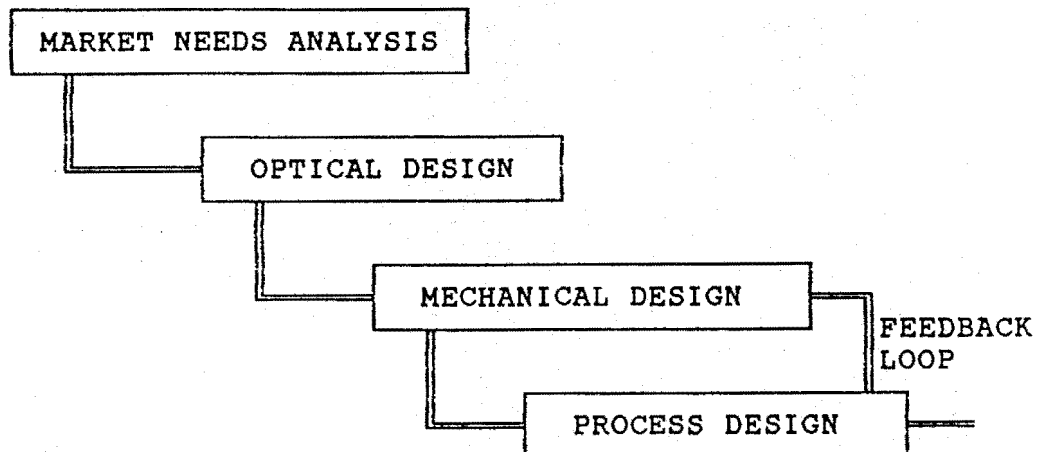 MARKET NEEDS ANALYSIS
OPTICAL DESIGN
MECHANICAL DESIGN
FEEDBACK
LOOP
PROCESS DESIGN